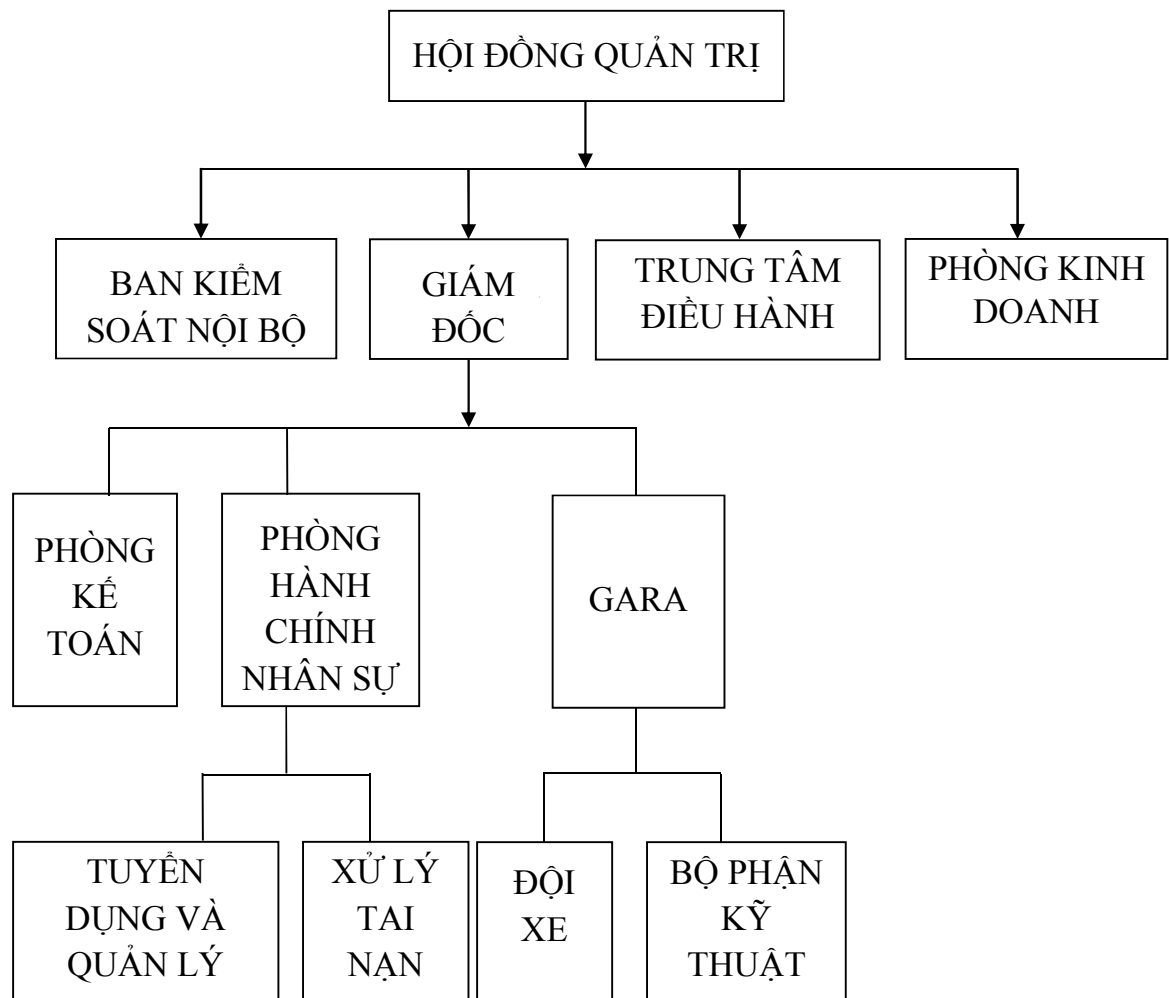 HỘI ĐỒNG QUẢN TRỊ
BAN KIỂM
SOÁT NỘI BỘ
GIÁM
ĐỐC
TRUNG TÂM
ĐIỀU HÀNH
PHÒNG KINH
DOANH
PHÒNG
KẾ
TOÁN
PHÒNG
HÀNH
CHÍNH
NHÂN SỰ
GARA
TUYỂN
DỤNG VÀ
QUẢN LÝ
XỬ LÝ
TAI
NẠN
ĐỘI
XE
BỘ PHẬN
KỸ
THUẬT